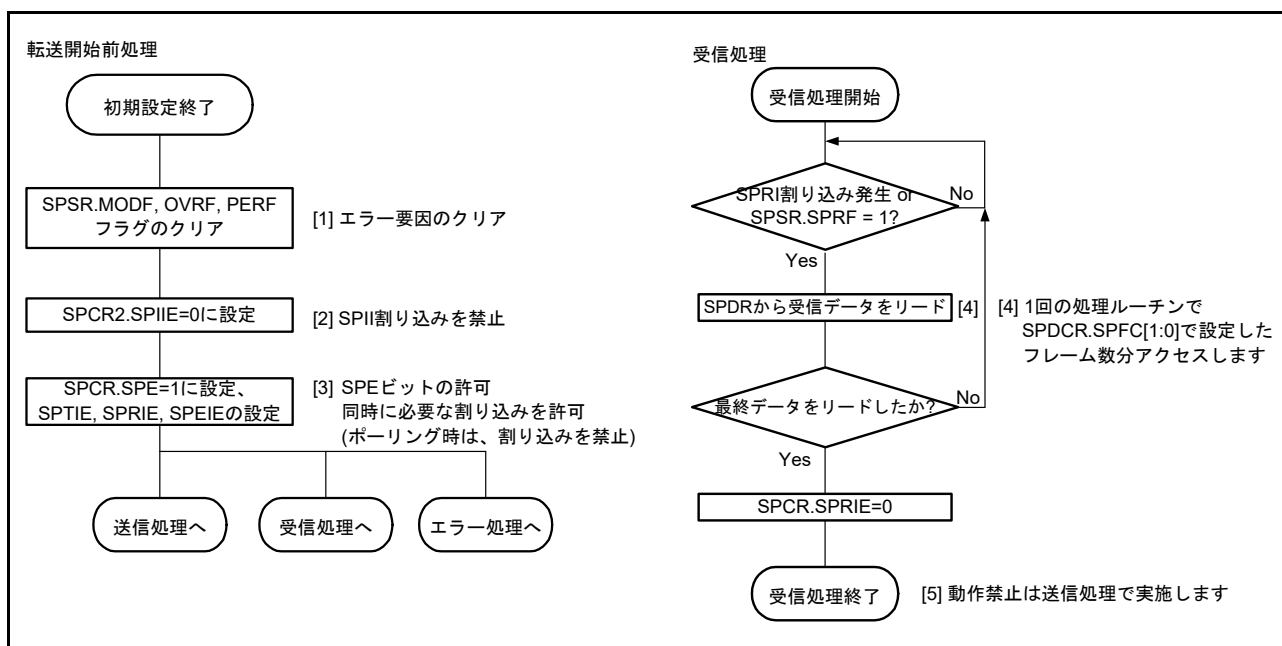 転送開始前処理
初期設定終了
SPSR.MODF, OVRF, PERF
フラグのクリア
[1] エラー要因のクリア
SPCR2.SPIIE=0に設定
[2] SPII割り込みを禁止
SPCR.SPE=1に設定、
SPTIE, SPRIE, SPEIEの設定
[3] SPEビットの許可
同時に必要な割り込みを許可
(ポーリング時は、割り込みを禁止)
送信処理へ
受信処理へ
エラー処理へ
受信処理
受信処理開始
SPRI割り込み発生 or
SPSR.SPRF = 1?
No
Yes
SPDRから受信データをリード
[4]
[4] 1回の処理ルーチンで
SPDCR.SPFC[1:0]で設定した
フレーム数分アクセスします
最終データをリードしたか?
No
Yes
SPCR.SPRIE=0
受信処理終了
[5] 動作禁止は送信処理で実施します